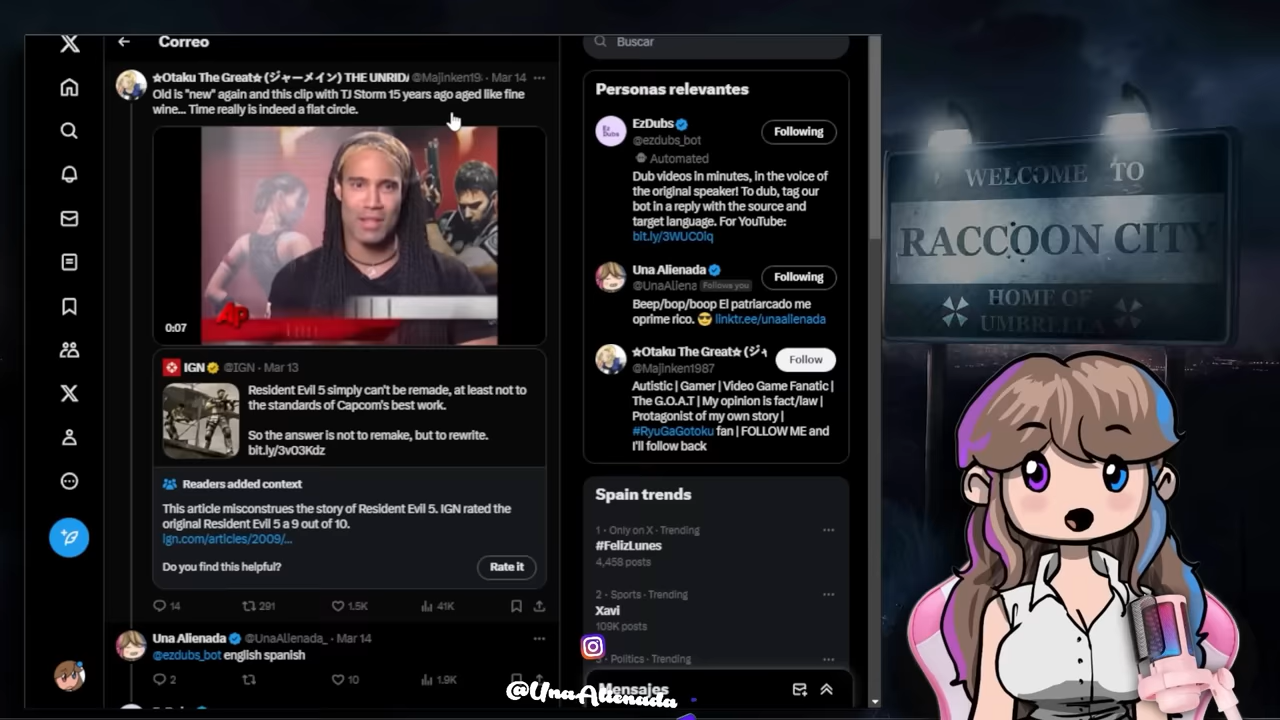 Correo
Buscar
☆Otaku The Great☆ (ジャーメイン) THE UNRID @Majinken19 · Mar 14
Old is "new" again and this clip with TJ Storm 15 years ago aged like fine
wine... Time really is indeed a flat circle.
AP
0:07
IGN @IGN · Mar 13
Resident Evil 5 simply can't be remade, at least not
to the standards of Capcom's best work.
So the answer is not to remake, but to rewrite.
bit.ly/3v03Kdz
Readers added context
This article misconstrues the story of Resident Evil 5. IGN rated the
original Resident Evil 5 a 9 out of 10.
ign.com/articles/2009/...
Do you find this helpful?
Rate it
14 291 1.5K 41K
Una Alienada @UnaAlienada_ · Mar 14
@ezdubs_bot english spanish
2 10 1.9K
Personas relevantes
EzDubs
@ezdubs_bot
Following
Automated
Dub videos in minutes, in the voice of
the original speaker! To dub, tag our
bot in a reply with the source and
target language. For YouTube:
bit.ly/3WUC0lq
Una Alienada
@UnaAliena Follows you
Following
Beep/bop/boop El patriarcado me
oprime rico. 😎 linktr.ee/unaalienada
☆Otaku The Great☆ (ジャ
@Majinken1987
Follow
Autistic | Gamer | Video Game Fanatic |
The G.O.A.T | My opinion is fact/law |
Protagonist of my own story |
#RyuGaGotoku fan | FOLLOW ME and
I'll follow back
Spain trends
1 · Only on X · Trending
#FelizLunes
4,458 posts
2 · Sports · Trending
Xavi
109K posts
3 · Politics · Trending
Mensajes
@UnaAlienada
WELCOME TO
RACCOON CITY
HOME OF
UMBRELLA